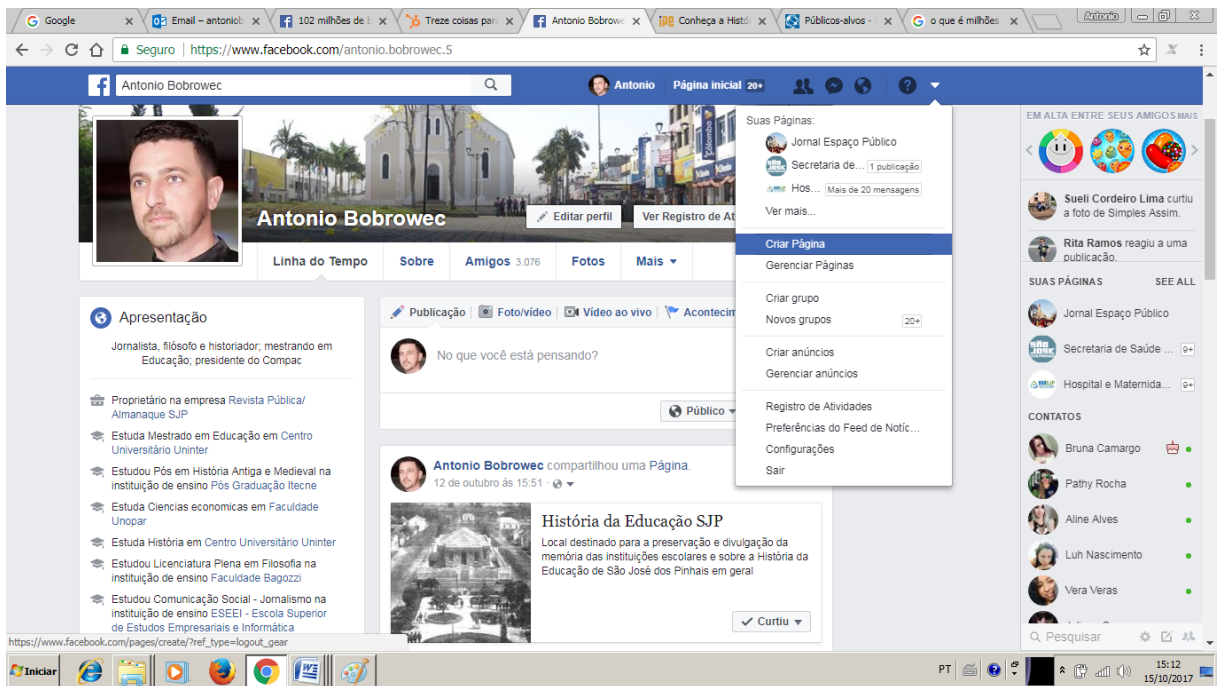 Google
Email – antoniob
102 milhões de b
Treze coisas para
Antonio Bobrowe
Conheça a Histó
Públicos-alvos -
o que é milhões
Antonio
Seguro | https://www.facebook.com/antonio.bobrowec.5
Antonio Bobrowec
Antonio
Página inicial 20+
Antonio Bobrowec
Editar perfil
Ver Registro de At
Linha do Tempo
Sobre
Amigos 3.076
Fotos
Mais
Apresentação
Jornalista, filósofo e historiador; mestrando em
Educação; presidente do Compac
Proprietário na empresa Revista Pública/
Almanaque SJP
Estuda Mestrado em Educação em Centro
Universitário Uninter
Estudou Pós em História Antiga e Medieval na
instituição de ensino Pós Graduação Itecne
Estuda Ciencias economicas em Faculdade
Unopar
Estuda História em Centro Universitário Uninter
Estudou Licenciatura Plena em Filosofia na
instituição de ensino Faculdade Bagozzi
Estudou Comunicação Social - Jornalismo na
instituição de ensino ESEEI - Escola Superior
de Estudos Empresariais e Informática
Publicação
Foto/vídeo
Vídeo ao vivo
Acontecim
No que você está pensando?
Público
Antonio Bobrowec compartilhou uma Página.
12 de outubro às 15:51
História da Educação SJP
Local destinado para a preservação e divulgação da
memória das instituições escolares e sobre a História da
Educação de São José dos Pinhais em geral
Curtiu
Suas Páginas:
Jornal Espaço Público
Secretaria de... 1 publicação
Hos... Mais de 20 mensagens
Ver mais...
Criar Página
Gerenciar Páginas
Criar grupo
Novos grupos 20+
Criar anúncios
Gerenciar anúncios
Registro de Atividades
Preferências do Feed de Notíc...
Configurações
Sair
EM ALTA ENTRE SEUS AMIGOS MAIS
Sueli Cordeiro Lima curtiu
a foto de Simples Assim.
Rita Ramos reagiu a uma
publicação.
SUAS PÁGINAS SEE ALL
Jornal Espaço Público
Secretaria de Saúde ... 9+
Hospital e Maternida... 9+
CONTATOS
Bruna Camargo
Pathy Rocha
Aline Alves
Luh Nascimento
Vera Veras
Pesquisar
https://www.facebook.com/pages/create/?ref_type=logout_gear
Iniciar
PT
15:12
15/10/2017